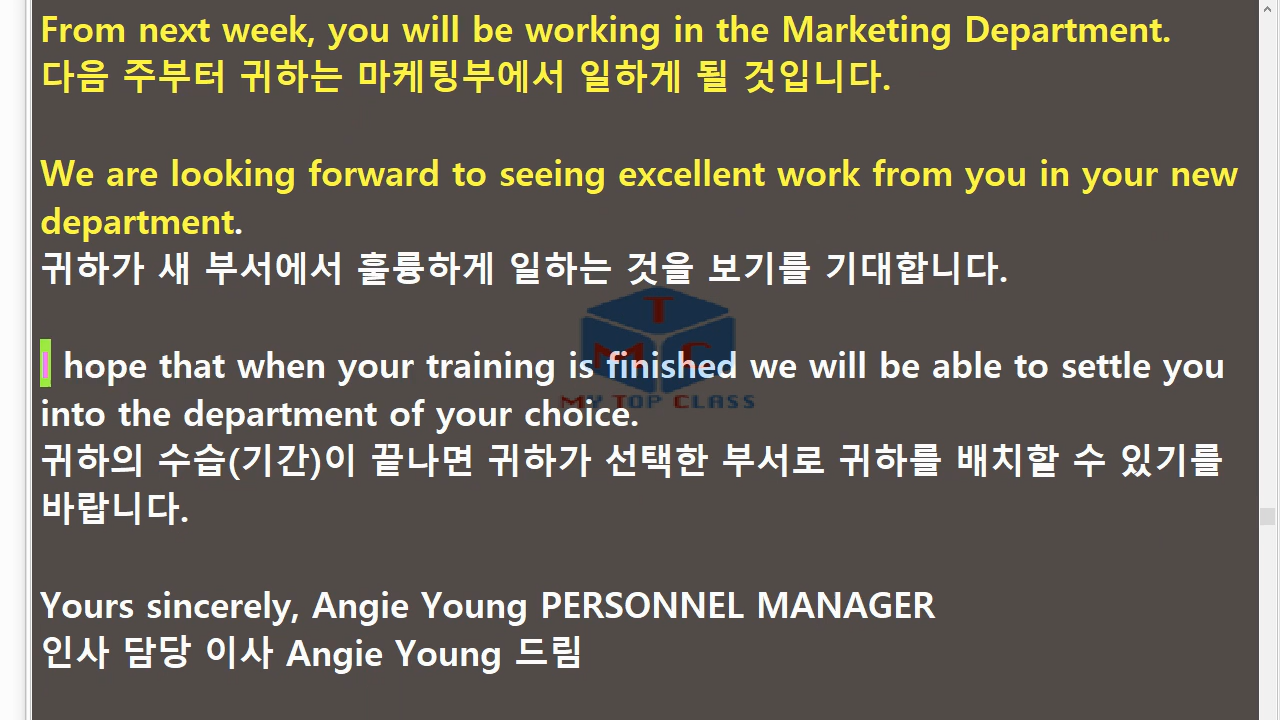 From next week, you will be working in the Marketing Department.
다음 주부터 귀하는 마케팅부에서 일하게 될 것입니다.
We are looking forward to seeing excellent work from you in your new
department.
귀하가 새 부서에서 훌륭하게 일하는 것을 보기를 기대합니다.
I hope that when your training is finished we will be able to settle you
into the department of your choice.
귀하의 수습(기간)이 끝나면 귀하가 선택한 부서로 귀하를 배치할 수 있기를
바랍니다.
Yours sincerely, Angie Young PERSONNEL MANAGER
인사 담당 이사 Angie Young 드림
T
M C
MY TOP CLASS